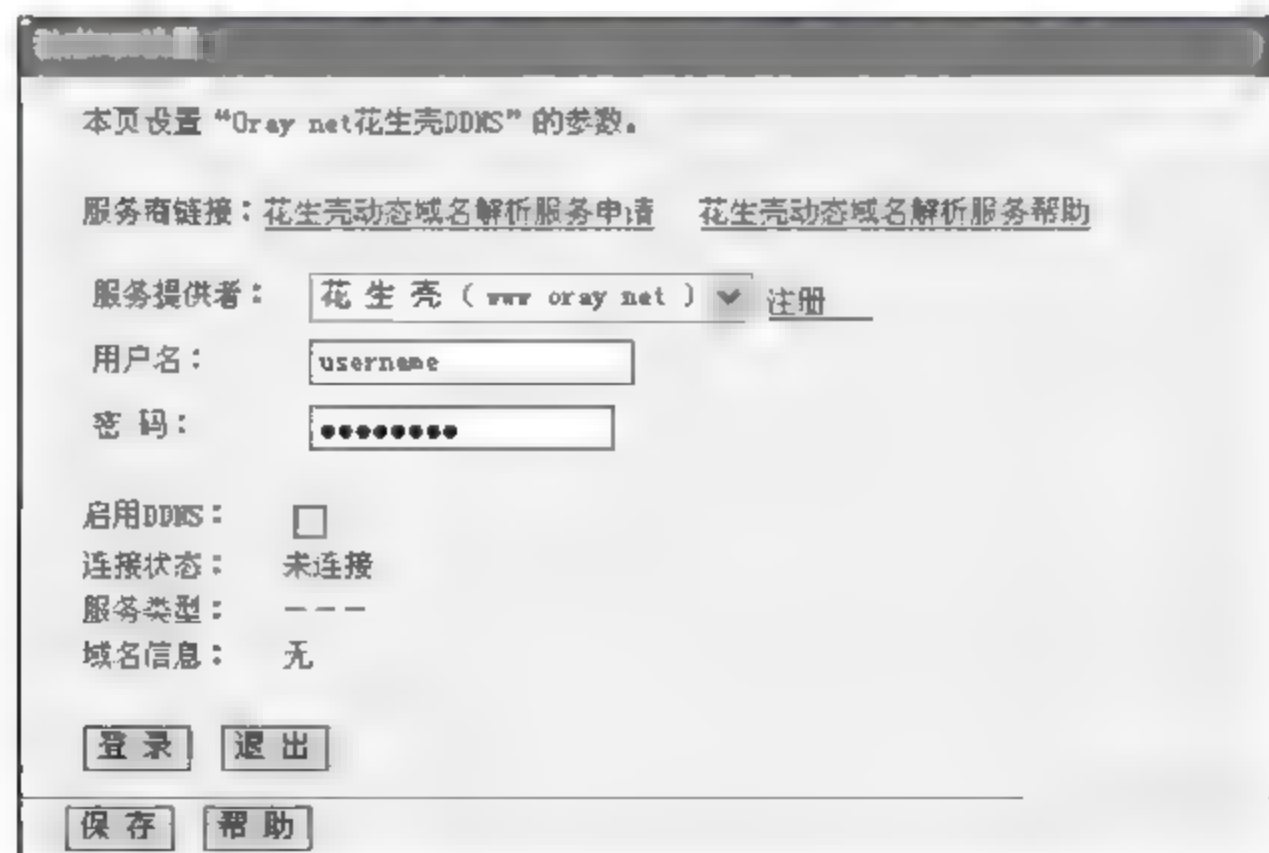 本页设置“Oray net花生壳DDNS”的参数。
服务商链接：花生壳动态域名解析服务申请 花生壳动态域名解析服务帮助
服务提供者： 花 生 壳 ( www oray net ) 注册
用户名： username
密 码： ●●●●●●●●
启用DDNS：
连接状态： 未连接
服务类型： ---
域名信息： 无
登 录 退 出
保 存 帮 助